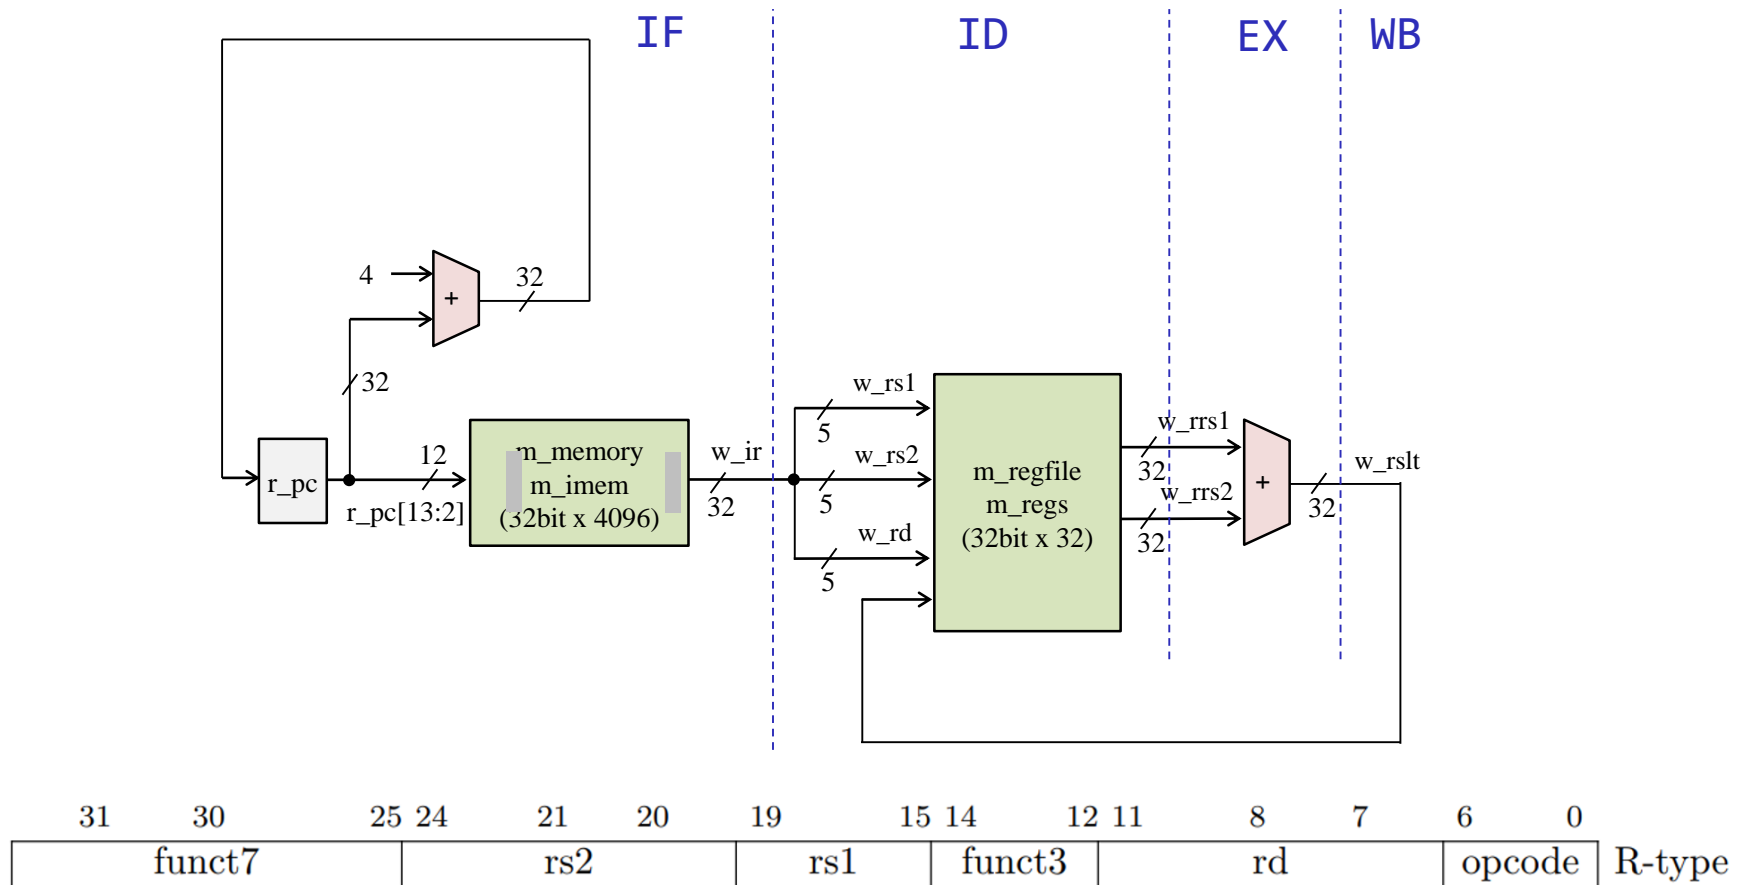 IF
ID
EX
WB
4
+
32
32
r_pc
12
r_pc[13:2]
m_memory
m_imem
(32bit x 4096)
w_ir
32
w_rs1
5
w_rs2
5
w_rd
5
m_regfile
m_regs
(32bit x 32)
w_rrs1
32
w_rrs2
32
+
32
w_rslt
31 30 25 24 21 20 19 15 14 12 11 8 7 6 0
funct7 rs2 rs1 funct3 rd opcode R-type